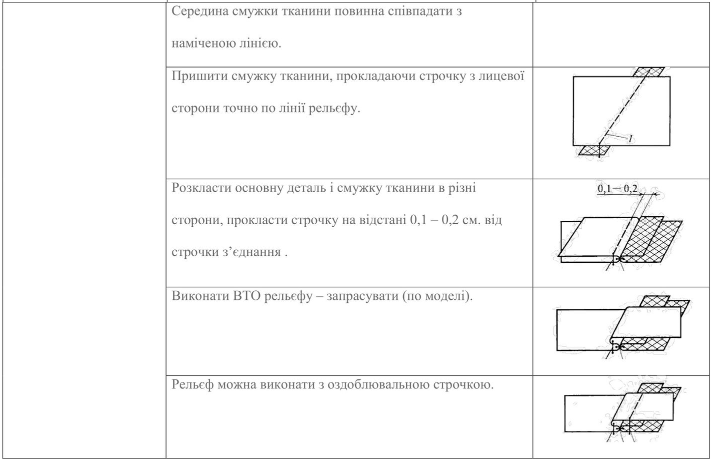 Середина смужки тканини повинна співпадати з
наміченою лінією.
Пришити смужку тканини, прокладаючи строчку з лицевої
сторони точно по лінії рельєфу.
1
Розкласти основну деталь і смужку тканини в різні
сторони, прокласти строчку на відстані 0,1 – 0,2 см. від
строчки з’єднання .
0,1 – 0,2
Виконати ВТО рельєфу – запрасувати (по моделі).
Рельєф можна виконати з оздоблювальною строчкою.